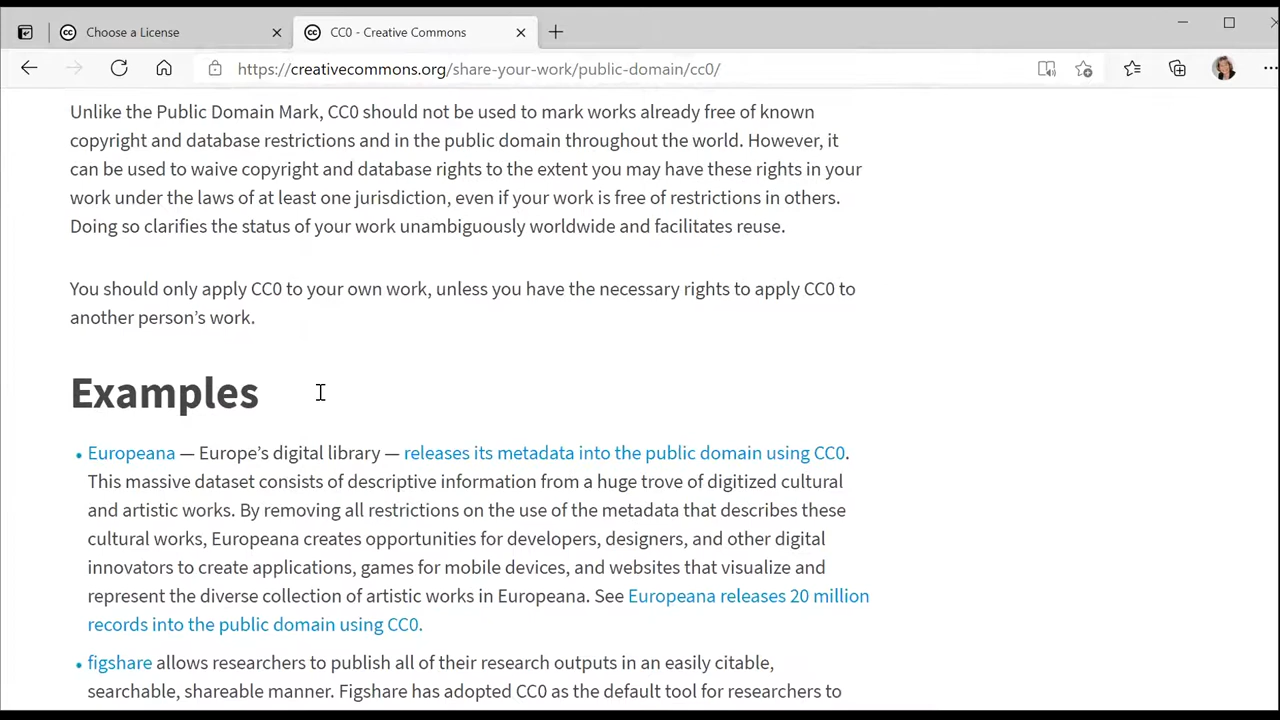 Choose a License
CC0 - Creative Commons
https://creativecommons.org/share-your-work/public-domain/cc0/
Unlike the Public Domain Mark, CC0 should not be used to mark works already free of known
copyright and database restrictions and in the public domain throughout the world. However, it
can be used to waive copyright and database rights to the extent you may have these rights in your
work under the laws of at least one jurisdiction, even if your work is free of restrictions in others.
Doing so clarifies the status of your work unambiguously worldwide and facilitates reuse.
You should only apply CC0 to your own work, unless you have the necessary rights to apply CC0 to
another person’s work.
Examples
• Europeana — Europe’s digital library — releases its metadata into the public domain using CC0.
This massive dataset consists of descriptive information from a huge trove of digitized cultural
and artistic works. By removing all restrictions on the use of the metadata that describes these
cultural works, Europeana creates opportunities for developers, designers, and other digital
innovators to create applications, games for mobile devices, and websites that visualize and
represent the diverse collection of artistic works in Europeana. See Europeana releases 20 million
records into the public domain using CC0.
• figshare allows researchers to publish all of their research outputs in an easily citable,
searchable, shareable manner. Figshare has adopted CC0 as the default tool for researchers to